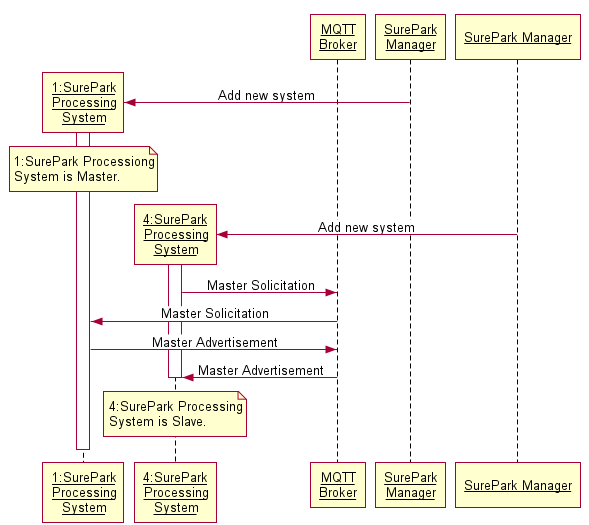 MQTT
Broker
SurePark
Manager
SurePark Manager
1:SurePark
Processing
System
Add new system
1:SurePark Processiong
System is Master.
4:SurePark
Processing
System
Add new system
Master Solicitation
Master Solicitation
Master Advertisement
Master Advertisement
4:SurePark Processing
System is Slave.
1:SurePark
Processing
System
4:SurePark
Processing
System
MQTT
Broker
SurePark
Manager
SurePark Manager